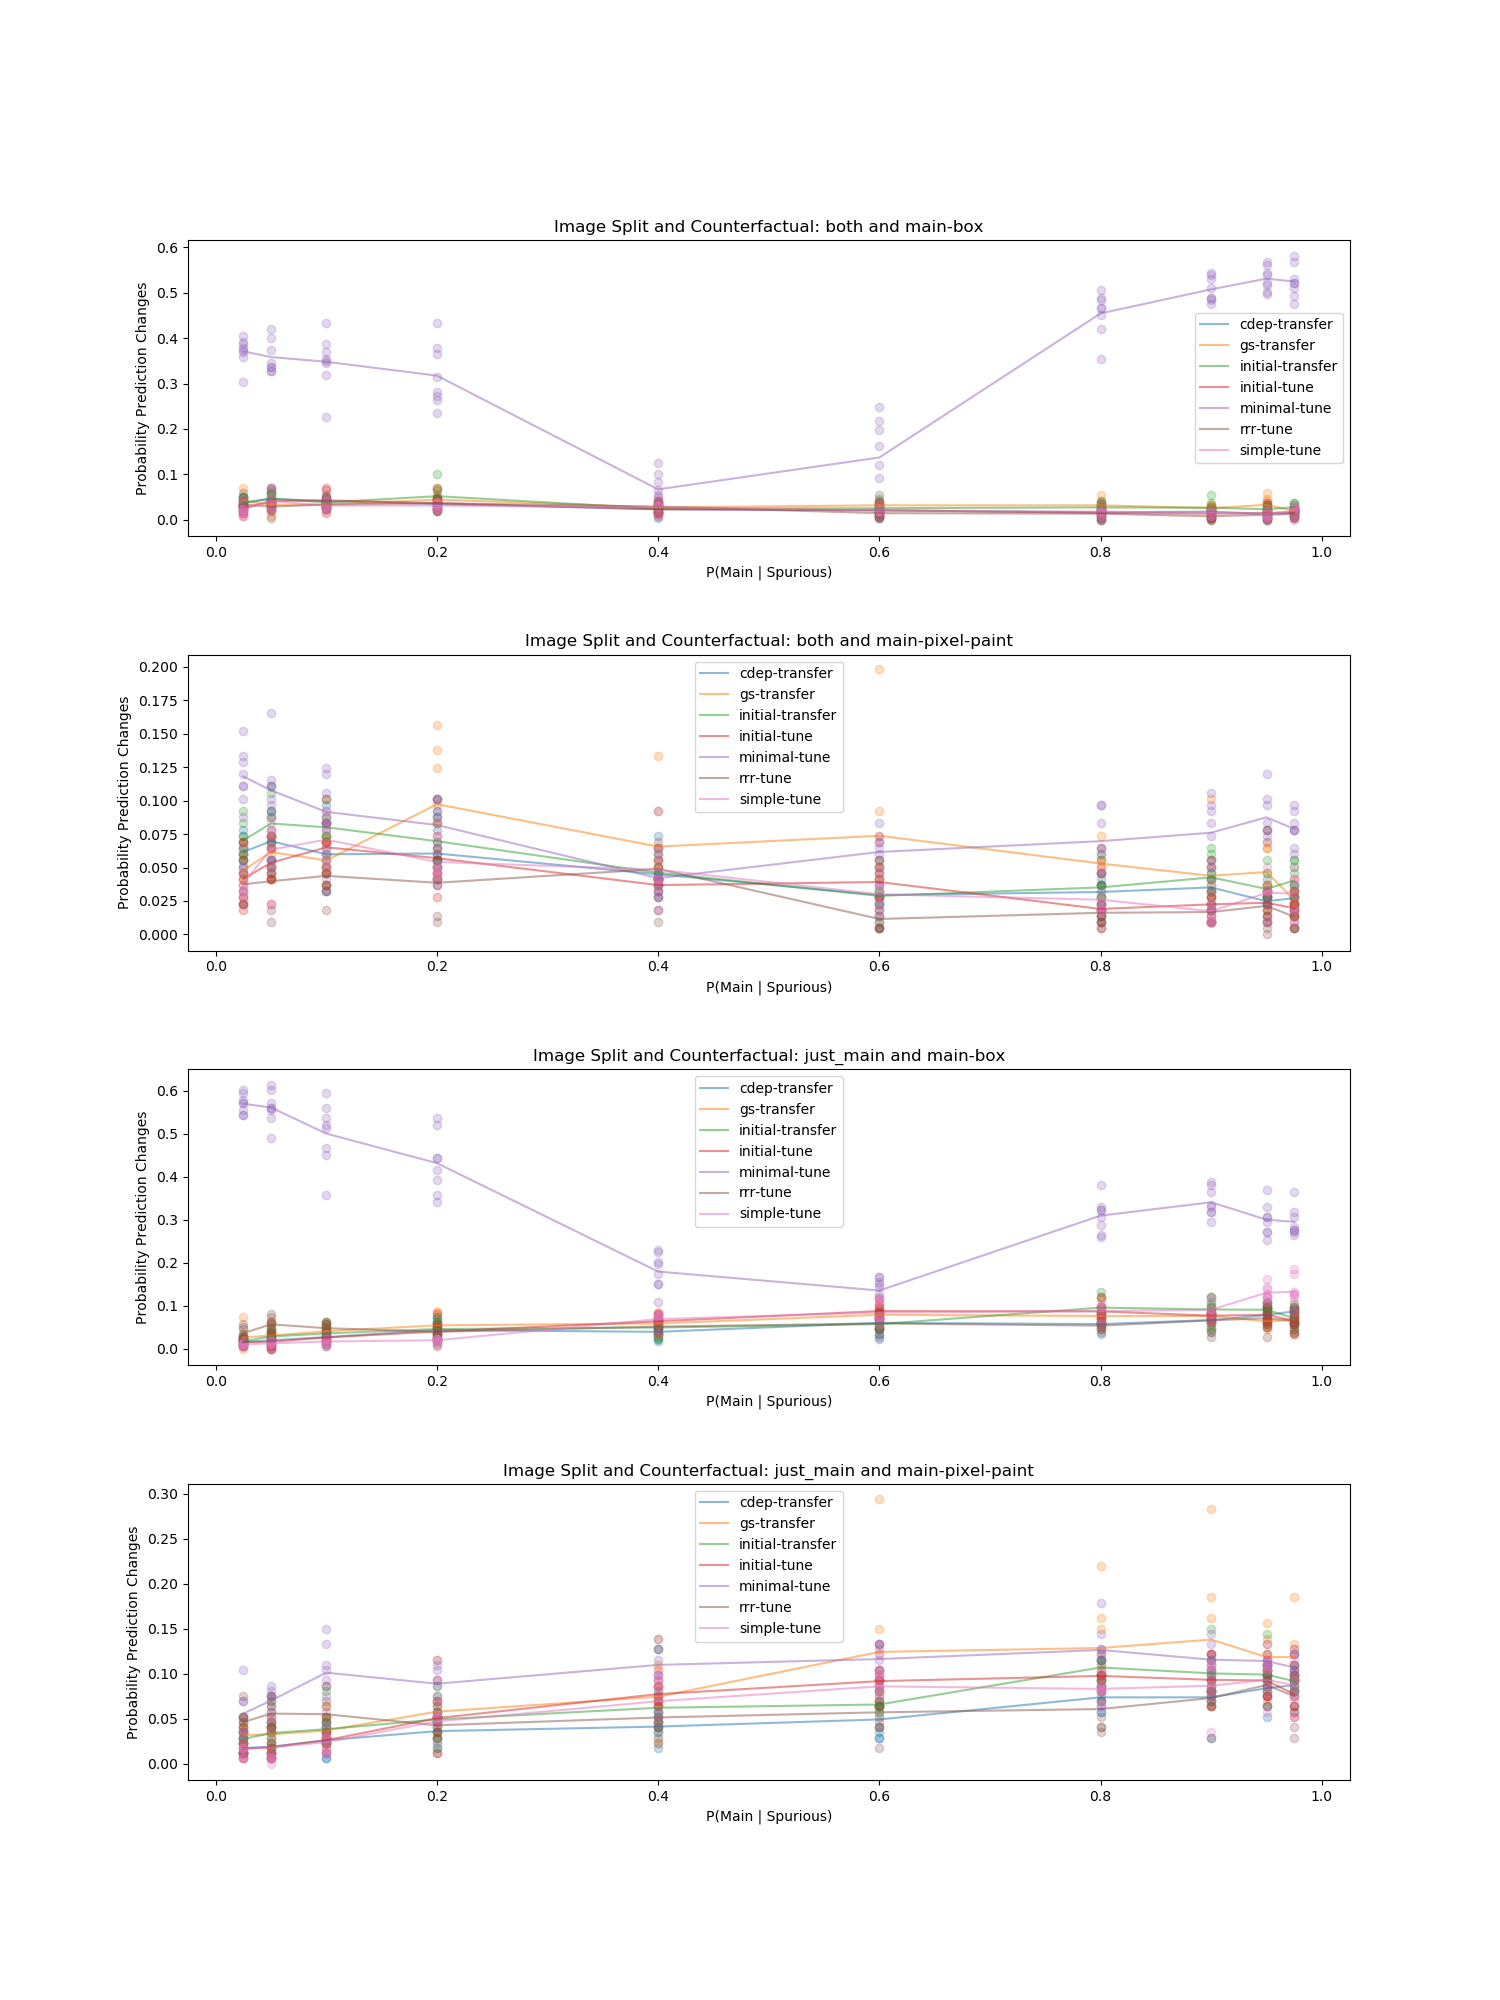 Image Split and Counterfactual: both and main-box
Probability Prediction Changes
0.6
0.5
0.4
0.3
0.2
0.1
0.0
cdep-transfer
gs-transfer
initial-transfer
initial-tune
minimal-tune
rrr-tune
simple-tune
0.0 0.2 0.4 0.6 0.8 1.0
P(Main | Spurious)
Image Split and Counterfactual: both and main-pixel-paint
Probability Prediction Changes
0.200
0.175
0.150
0.125
0.100
0.075
0.050
0.025
0.000
cdep-transfer
gs-transfer
initial-transfer
initial-tune
minimal-tune
rrr-tune
simple-tune
0.0 0.2 0.4 0.6 0.8 1.0
P(Main | Spurious)
Image Split and Counterfactual: just_main and main-box
Probability Prediction Changes
0.6
0.5
0.4
0.3
0.2
0.1
0.0
cdep-transfer
gs-transfer
initial-transfer
initial-tune
minimal-tune
rrr-tune
simple-tune
0.0 0.2 0.4 0.6 0.8 1.0
P(Main | Spurious)
Image Split and Counterfactual: just_main and main-pixel-paint
Probability Prediction Changes
0.30
0.25
0.20
0.15
0.10
0.05
0.00
cdep-transfer
gs-transfer
initial-transfer
initial-tune
minimal-tune
rrr-tune
simple-tune
0.0 0.2 0.4 0.6 0.8 1.0
P(Main | Spurious)